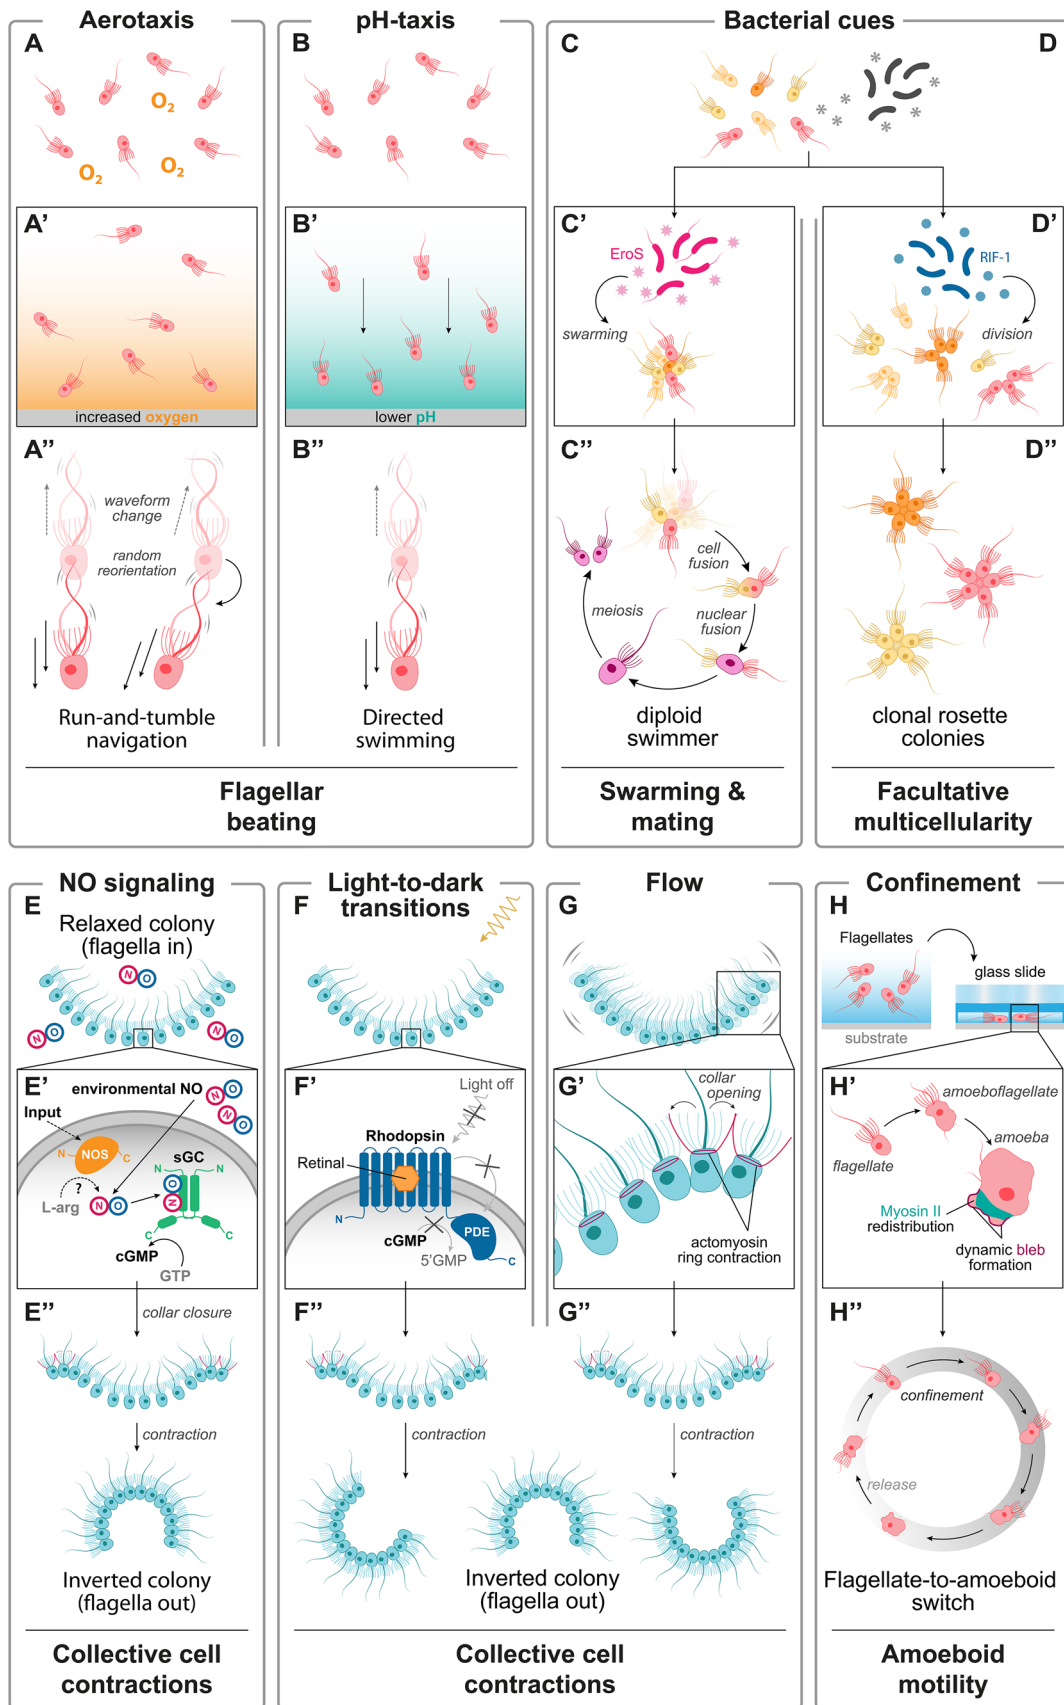 Aerotaxis
A
O2
O2
O2
A’
increased oxygen
A’’
waveform
change
random
reorientation
Run-and-tumble
navigation
pH-taxis
B
B’
lower pH
B’’
Directed
swimming
Flagellar
beating
Bacterial cues
C
D
C’
EroS
swarming
C’’
cell
fusion
nuclear
fusion
meiosis
diploid
swimmer
Swarming &
mating
D’
RIF-1
division
D’’
clonal rosette
colonies
Facultative
multicellularity
NO signaling
E
Relaxed colony
(flagella in)
N O
N O
N O
E’
environmental NO
N O
N O
Input
NOS
N
C
sGC
N
N
?
L-arg
N O
O
N
C
C
cGMP
GTP
E’’
collar closure
contraction
Inverted colony
(flagella out)
Collective cell
contractions
Light-to-dark
transitions
F
F’
Light off
Rhodopsin
Retinal
N
cGMP
PDE
5'GMP
C
F’’
contraction
Flow
G
G’
collar
opening
actomyosin
ring contraction
G’’
contraction
Inverted colony
(flagella out)
Collective cell
contractions
Confinement
H
Flagellates
glass slide
substrate
H’
amoeboflagellate
amoeba
flagellate
Myosin II
redistribution
dynamic bleb
formation
H’’
confinement
release
Flagellate-to-amoeboid
switch
Amoeboid
motility